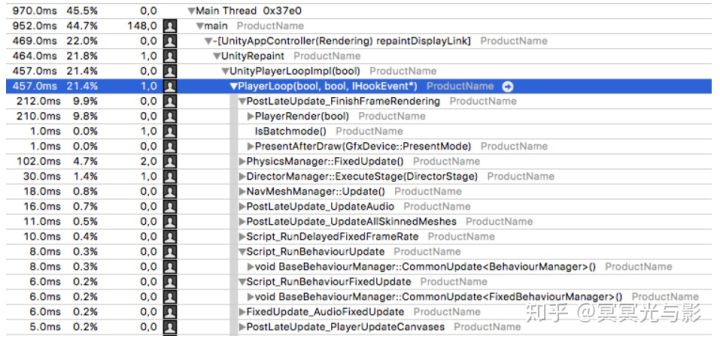 970.0ms 45.5% 0,0 ▼Main Thread 0x37e0
952.0ms 44.7% 148,0 ▼main ProductName
469.0ms 22.0% 0,0 ▼-[UnityAppController(Rendering) repaintDisplayLink] ProductName
464.0ms 21.8% 1,0 ▼UnityRepaint ProductName
457.0ms 21.4% 0,0 ▼UnityPlayerLoopImpl(bool) ProductName
457.0ms 21.4% 1,0 ▼PlayerLoop(bool, bool, IHookEvent*) ProductName
212.0ms 9.9% 0,0 ▼PostLateUpdate_FinishFrameRendering ProductName
210.0ms 9.8% 0,0 ▶PlayerRender(bool) ProductName
1.0ms 0.0% 1,0 IsBatchmode() ProductName
1.0ms 0.0% 0,0 ▶PresentAfterDraw(GfxDevice::PresentMode) ProductName
102.0ms 4.7% 2,0 ▶PhysicsManager::FixedUpdate() ProductName
30.0ms 1.4% 1,0 ▶DirectorManager::ExecuteStage(DirectorStage) ProductName
18.0ms 0.8% 0,0 ▶NavMeshManager::Update() ProductName
16.0ms 0.7% 0,0 ▶PostLateUpdate_UpdateAudio ProductName
11.0ms 0.5% 0,0 ▶PostLateUpdate_UpdateAllSkinnedMeshes ProductName
10.0ms 0.4% 0,0 ▶Script_RunDelayedFixedFrameRate ProductName
8.0ms 0.3% 0,0 ▼Script_RunBehaviourUpdate ProductName
8.0ms 0.3% 0,0 ▶void BaseBehaviourManager::CommonUpdate<BehaviourManager>() ProductName
6.0ms 0.2% 0,0 ▼Script_RunBehaviourFixedUpdate ProductName
6.0ms 0.2% 0,0 ▶void BaseBehaviourManager::CommonUpdate<FixedBehaviourManager>() ProductName
6.0ms 0.2% 0,0 ▶FixedUpdate_AudioFixedUpdate ProductName
5.0ms 0.2% 0,0 ▶PostLateUpdate_PlayerUpdateCanvases ProductName
知乎 @冥冥光与影